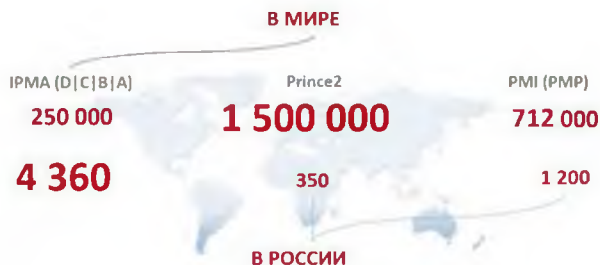 В МИРЕ
IPMA (D|C|B|A)
Prince2
PMI (PMP)
250 000
1 500 000
712 000
4 360
350
1 200
В РОССИИ